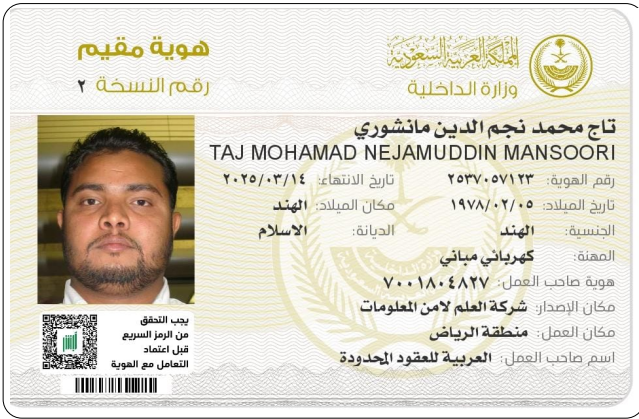 المملكة العربية السعودية
وزارة الداخلية
هوية مقيم
رقم النسخة ٢
تاج محمد نجم الدين مانشوري
TAJ MOHAMAD NEJAMUDDIN MANSOORI
رقم الهوية: ٢٥٣٧٠٥٧١٢٣ تاريخ الانتهاء: ٢٠٢٥/٠٣/١٤
تاريخ الميلاد: ١٩٧٨/٠٢/٠٥ مكان الميلاد: الهند
الجنسية: الهند الديانة: الاسلام
المهنة: كهربائي مباني
هوية صاحب العمل: ٧٠٠١٨٠٤٨٢٧
مكان الإصدار: شركة العلم لامن المعلومات
مكان العمل: منطقة الرياض
اسم صاحب العمل: العربية للعقود المحدودة
يجب التحقق
من الرمز السريع
قبل اعتماد
التعامل مع الهوية